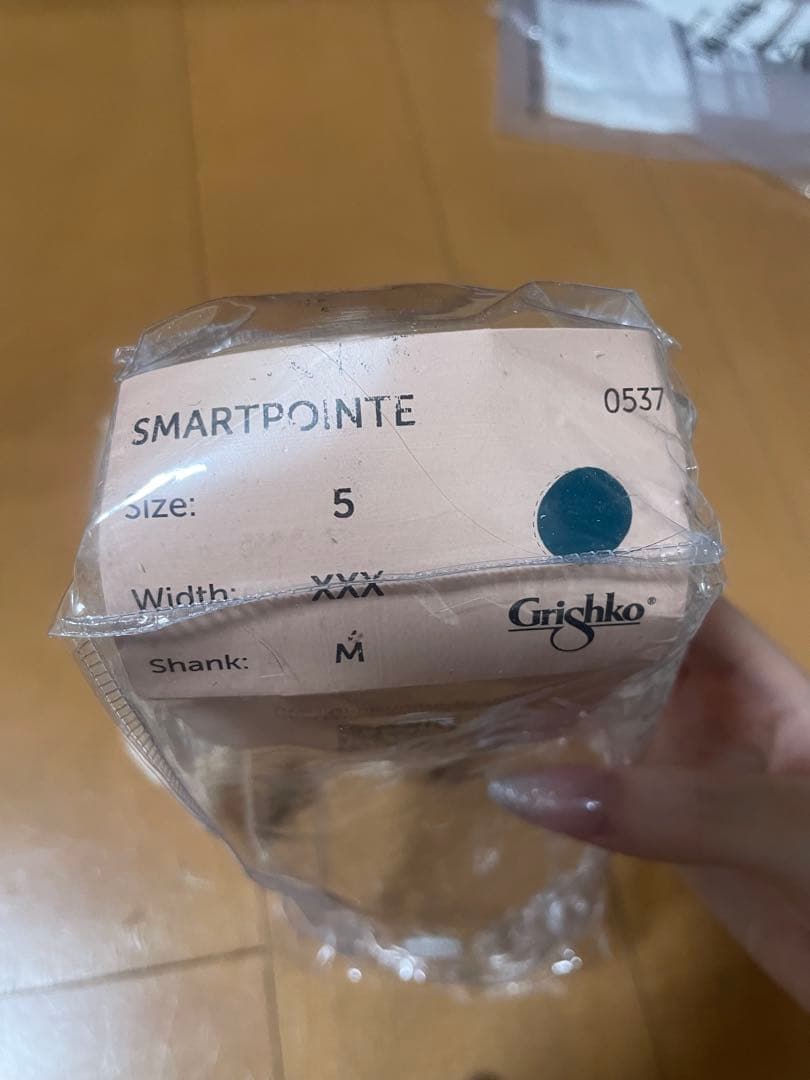 SMARTPOINTE 0537
Size: 5
Width: XXX
Grishko®
Shank: M